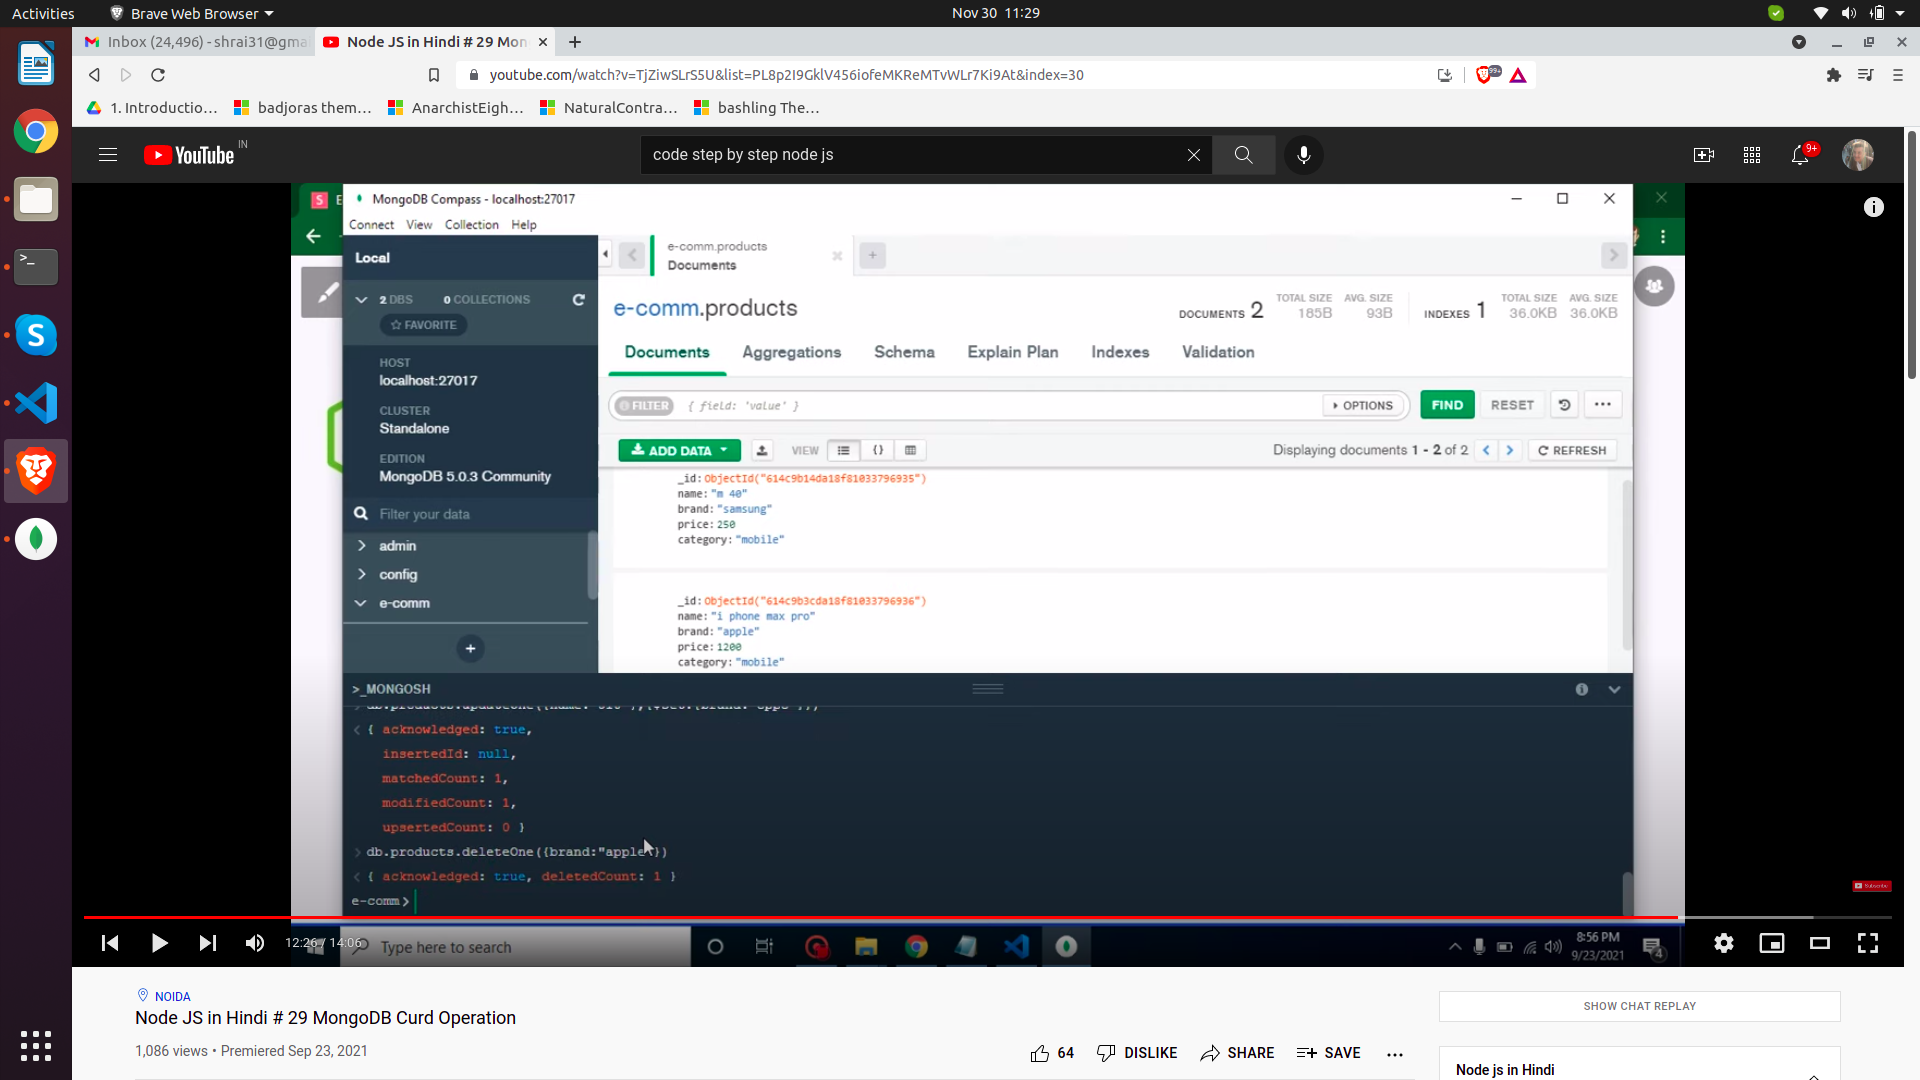 Activities
Brave Web Browser
Nov 30 11:29
Inbox (24,496) - shrai31@gma
Node JS in Hindi # 29 Mon
youtube.com/watch?v=TjZiwSLrS5U&list=PL8p2I9GklV456iofeMKReMTvWLr7Ki9At&index=30
99+
1. Introductio...
badjoras them...
AnarchistEigh...
NaturalContra...
bashling The...
YouTube IN
code step by step node js
9+
S E
MongoDB Compass - localhost:27017
Connect View Collection Help
Local
e-comm.products
Documents
2 DBS 0 COLLECTIONS
FAVORITE
e-comm.products
DOCUMENTS 2
TOTAL SIZE 185B
AVG. SIZE 93B
INDEXES 1
TOTAL SIZE 36.0KB
AVG. SIZE 36.0KB
HOST
localhost:27017
CLUSTER
Standalone
EDITION
MongoDB 5.0.3 Community
Documents Aggregations Schema Explain Plan Indexes Validation
FILTER { field: 'value' } OPTIONS FIND RESET
ADD DATA VIEW Displaying documents 1 - 2 of 2 REFRESH
Filter your data
admin
config
e-comm
_id: ObjectId("614c9b14da18f81033796935")
name: "m 40"
brand: "samsung"
price: 250
category: "mobile"
_id: ObjectId("614c9b3cda18f81033796936")
name: "i phone max pro"
brand: "apple"
price: 1200
category: "mobile"
>_MONGOSH
{ acknowledged: true,
insertedId: null,
matchedCount: 1,
modifiedCount: 1,
upsertedCount: 0 }
db.products.deleteOne({brand:"apple"})
{ acknowledged: true, deletedCount: 1 }
e-comm>
Subscribe
12:26 / 14:06
Type here to search
8:56 PM
9/23/2021
4
NOIDA
Node JS in Hindi # 29 MongoDB Curd Operation
1,086 views • Premiered Sep 23, 2021
64 DISLIKE SHARE SAVE
SHOW CHAT REPLAY
Node js in Hindi